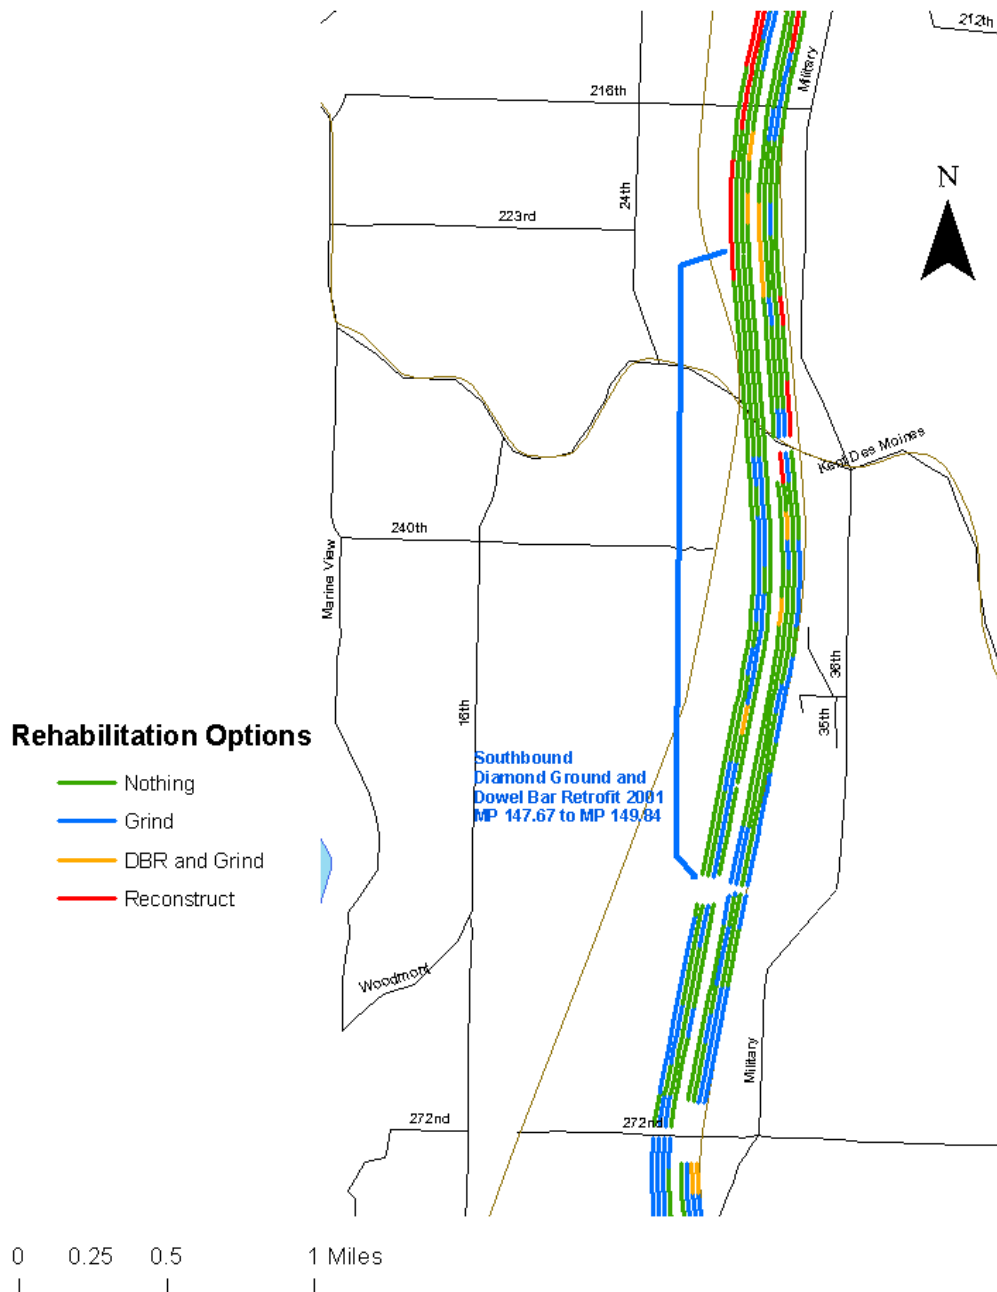 212th
Military
216th
N
24th
223rd
Kent Des Moines
240th
Marine View
36th
16th
35th
Rehabilitation Options
Nothing
Grind
DBR and Grind
Reconstruct
Southbound
Diamond Ground and
Dowel Bar Retrofit 2001
MP 147.67 to MP 149.84
Woodmont
Military
272nd
272nd
0 0.25 0.5 1 Miles